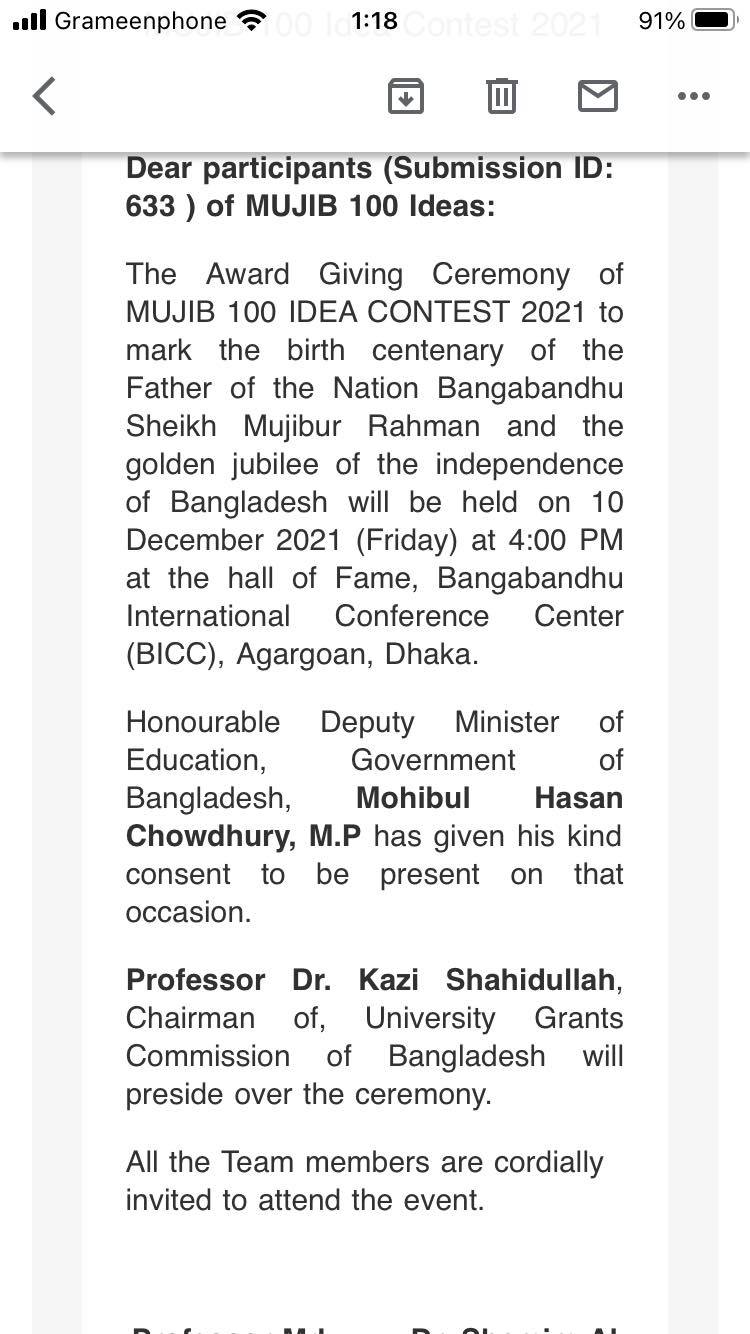 Grameenphone 1:18 91%
MUJIB 100 Idea Contest 2021
Dear participants (Submission ID:
633 ) of MUJIB 100 Ideas:
The Award Giving Ceremony of
MUJIB 100 IDEA CONTEST 2021 to
mark the birth centenary of the
Father of the Nation Bangabandhu
Sheikh Mujibur Rahman and the
golden jubilee of the independence
of Bangladesh will be held on 10
December 2021 (Friday) at 4:00 PM
at the hall of Fame, Bangabandhu
International Conference Center
(BICC), Agargoan, Dhaka.
Honourable Deputy Minister of
Education, Government of
Bangladesh, Mohibul Hasan
Chowdhury, M.P has given his kind
consent to be present on that
occasion.
Professor Dr. Kazi Shahidullah,
Chairman of, University Grants
Commission of Bangladesh will
preside over the ceremony.
All the Team members are cordially
invited to attend the event.